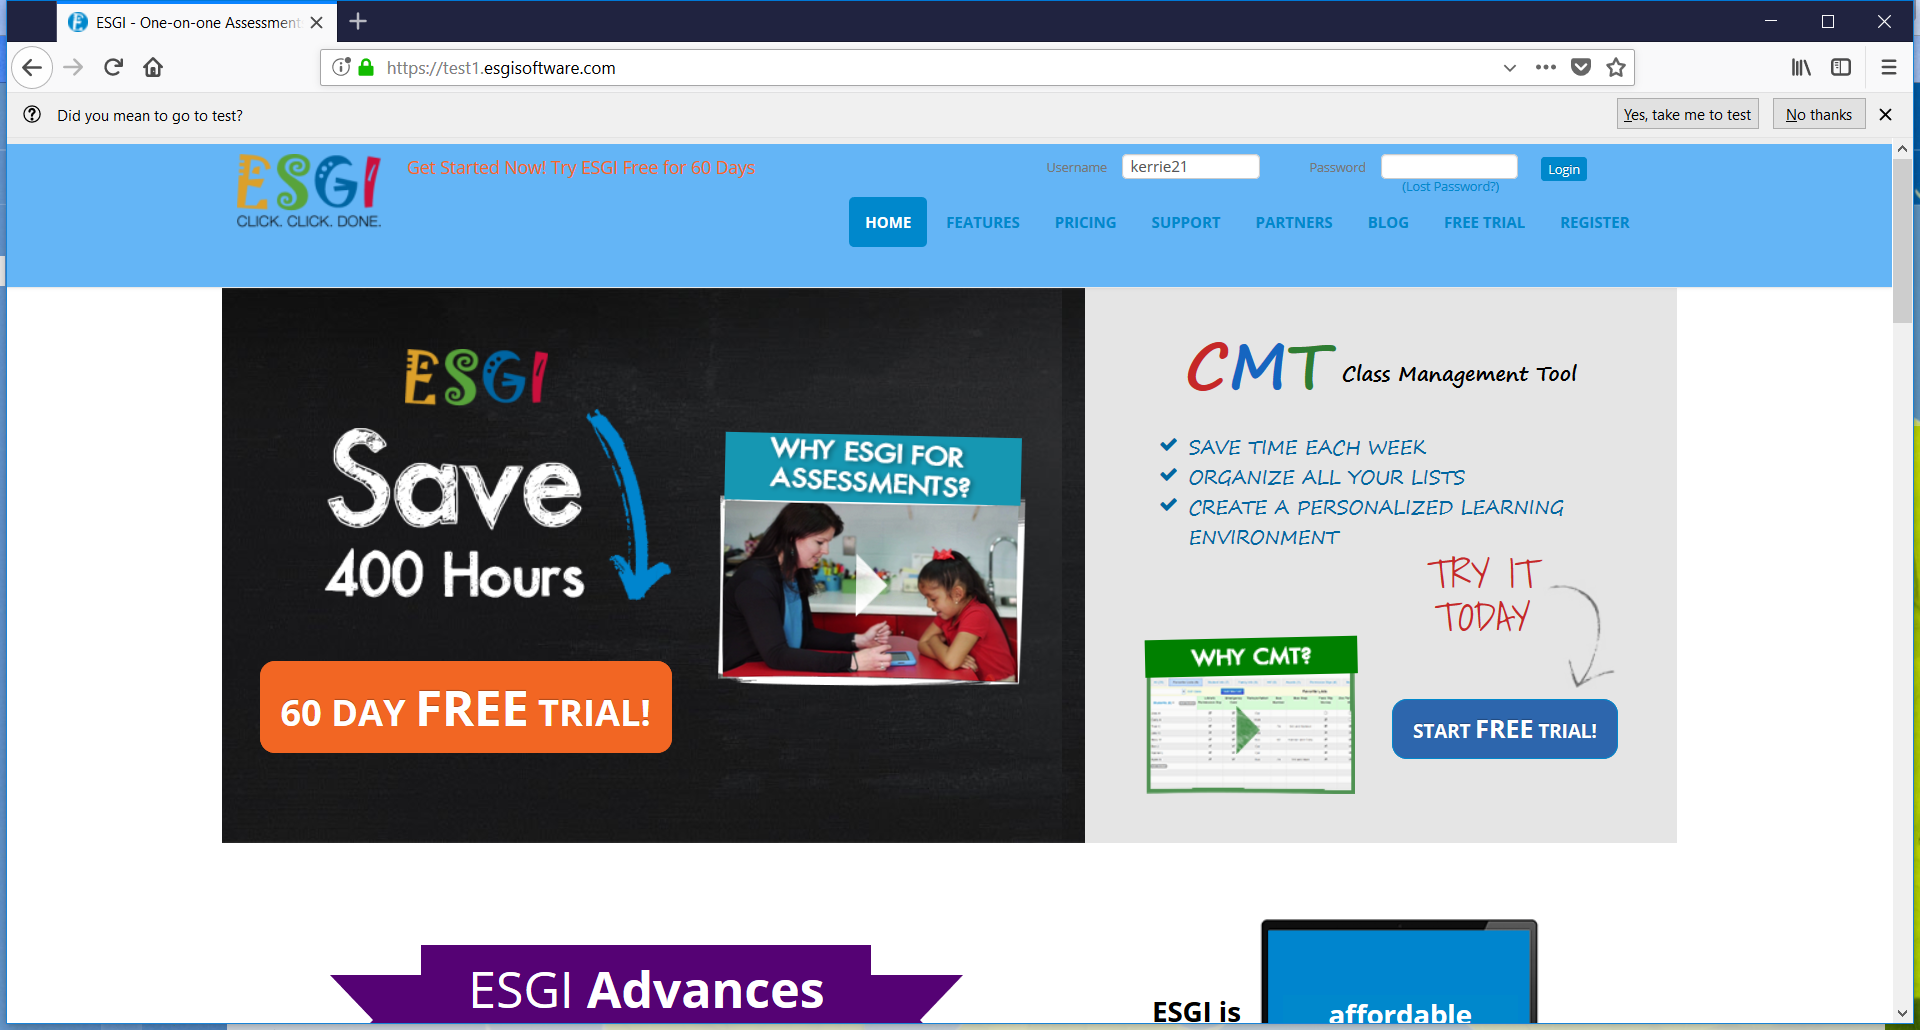 ESGI - One-on-one Assessment
https://test1.esgisoftware.com
Did you mean to go to test?
Yes, take me to test
No thanks
ESGI
CLICK. CLICK. DONE.
Get Started Now! Try ESGI Free for 60 Days
Username kerrie21 Password Login
(Lost Password?)
HOME FEATURES PRICING SUPPORT PARTNERS BLOG FREE TRIAL REGISTER
ESGI
Save
400 Hours
60 DAY FREE TRIAL!
WHY ESGI FOR
ASSESSMENTS?
CMT Class Management Tool
SAVE TIME EACH WEEK
ORGANIZE ALL YOUR LISTS
CREATE A PERSONALIZED LEARNING
ENVIRONMENT
TRY IT
TODAY
WHY CMT?
START FREE TRIAL!
ESGI Advances
ESGI is
affordable